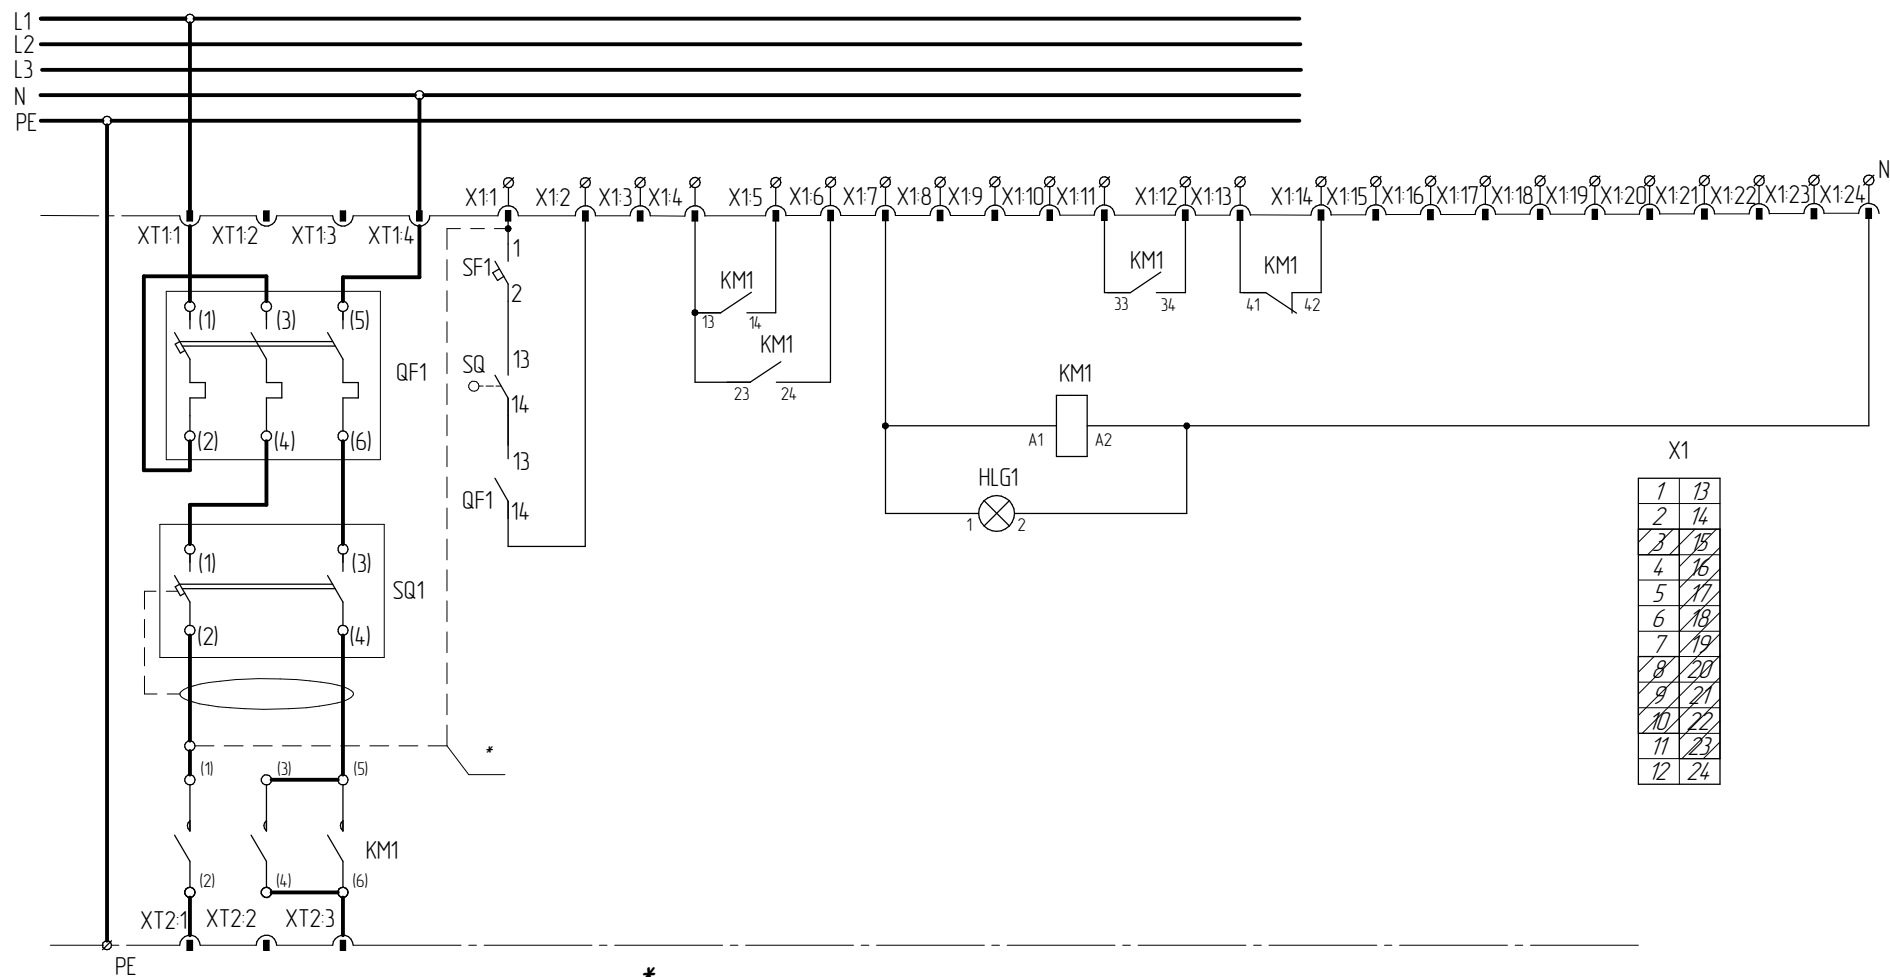 L1
L2
L3
N
PE
X1:1 X1:2 X1:3 X1:4 X1:5 X1:6 X1:7 X1:8 X1:9 X1:10 X1:11 X1:12 X1:13 X1:14 X1:15 X1:16 X1:17 X1:18 X1:19 X1:20 X1:21 X1:22 X1:23 X1:24 N
XT1:1 XT1:2 XT1:3 XT1:4
1
SF1
2
KM1
13 14
KM1
23 24
KM1
33 34
KM1
41 42
(1) (3) (5)
QF1
(2) (4) (6)
13
SQ
14
13
QF1
14
KM1
A1 A2
HLG1
1 2
(1) (3)
SQ1
(2) (4)
*
(1) (3) (5)
KM1
(2) (4) (6)
XT2:1 XT2:2 XT2:3
PE
*
X1
1 13
2 14
3 15
4 16
5 17
6 18
7 19
8 20
9 21
10 22
11 23
12 24